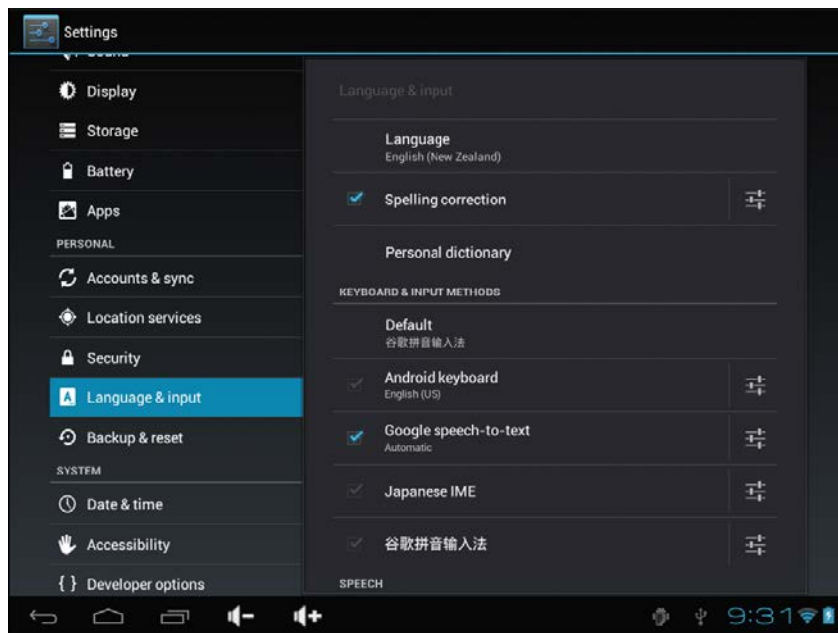 Settings
Sound
Display
Storage
Battery
Apps
PERSONAL
Accounts & sync
Location services
Security
Language & input
Backup & reset
SYSTEM
Date & time
Accessibility
{ } Developer options
Language & input
Language
English (New Zealand)
Spelling correction
Personal dictionary
KEYBOARD & INPUT METHODS
Default
谷歌拼音输入法
Android keyboard
English (US)
Google speech-to-text
Automatic
Japanese IME
谷歌拼音输入法
SPEECH
9:31